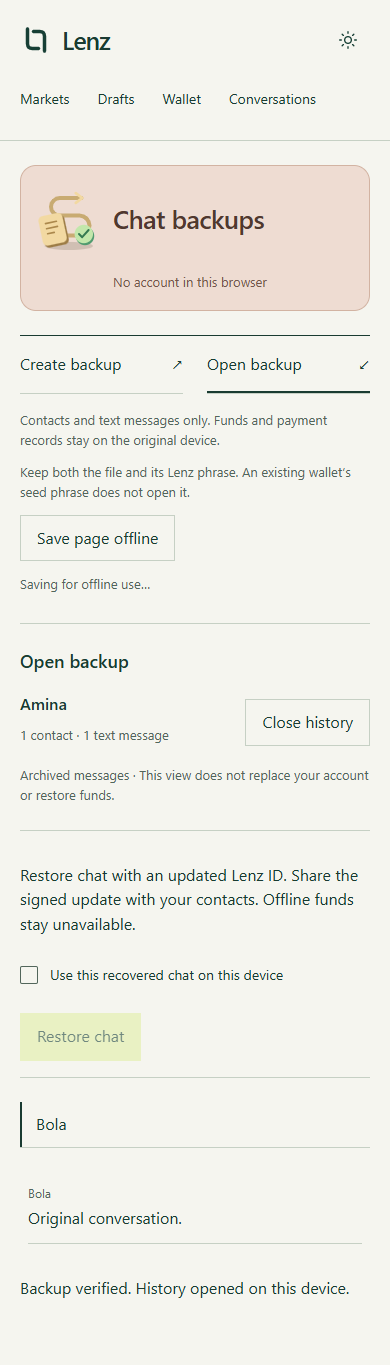 Lenz
Markets Drafts Wallet Conversations
Chat backups
No account in this browser
Create backup ↗ Open backup ↙
Contacts and text messages only. Funds and payment
records stay on the original device.
Keep both the file and its Lenz phrase. An existing wallet's
seed phrase does not open it.
Save page offline
Saving for offline use...
Open backup
Amina
1 contact · 1 text message
Close history
Archived messages · This view does not replace your account
or restore funds.
Restore chat with an updated Lenz ID. Share the
signed update with your contacts. Offline funds
stay unavailable.
Use this recovered chat on this device
Restore chat
Bola
Bola
Original conversation.
Backup verified. History opened on this device.